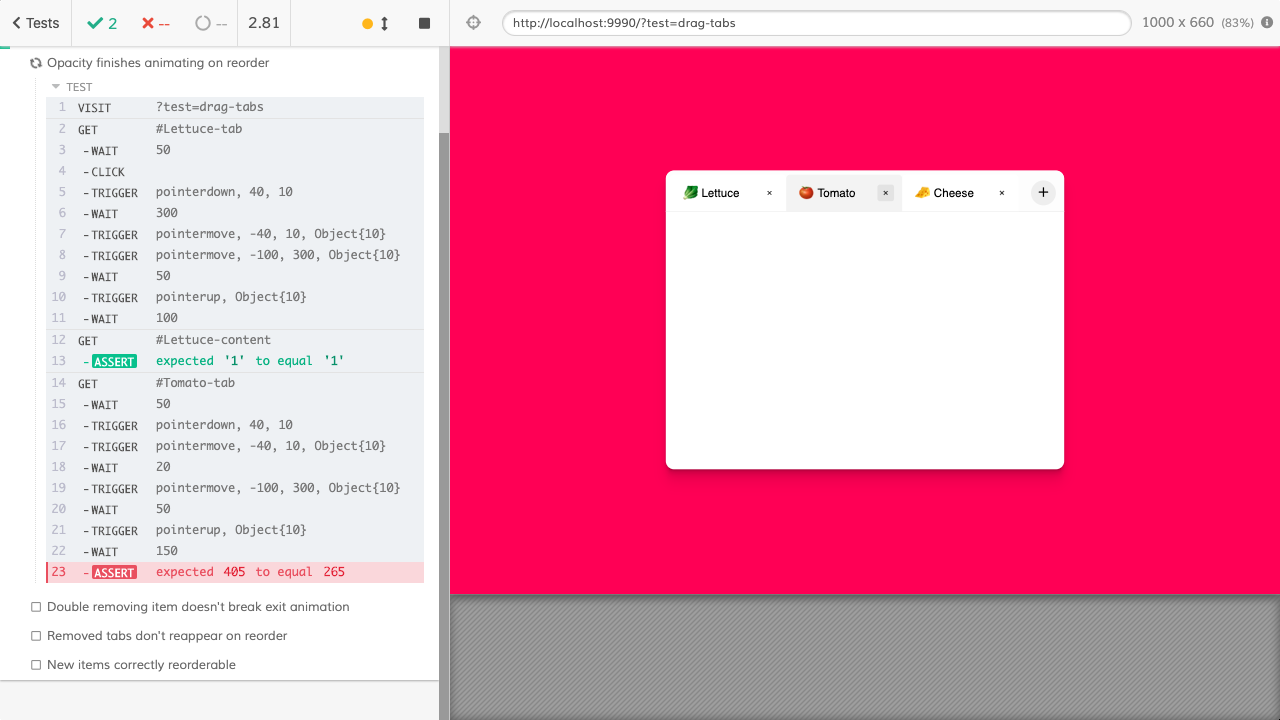 Tests 2 -- -- 2.81
http://localhost:9990/?test=drag-tabs 1000 x 660 (83%)
Opacity finishes animating on reorder
TEST
1 VISIT ?test=drag-tabs
2 GET #Lettuce-tab
3 -WAIT 50
4 -CLICK
5 -TRIGGER pointerdown, 40, 10
6 -WAIT 300
7 -TRIGGER pointermove, -40, 10, Object{10}
8 -TRIGGER pointermove, -100, 300, Object{10}
9 -WAIT 50
10 -TRIGGER pointerup, Object{10}
11 -WAIT 100
12 GET #Lettuce-content
13 -ASSERT expected '1' to equal '1'
14 GET #Tomato-tab
15 -WAIT 50
16 -TRIGGER pointerdown, 40, 10
17 -TRIGGER pointermove, -40, 10, Object{10}
18 -WAIT 20
19 -TRIGGER pointermove, -100, 300, Object{10}
20 -WAIT 50
21 -TRIGGER pointerup, Object{10}
22 -WAIT 150
23 -ASSERT expected 405 to equal 265
Double removing item doesn't break exit animation
Removed tabs don't reappear on reorder
New items correctly reorderable
Lettuce × Tomato × Cheese × +